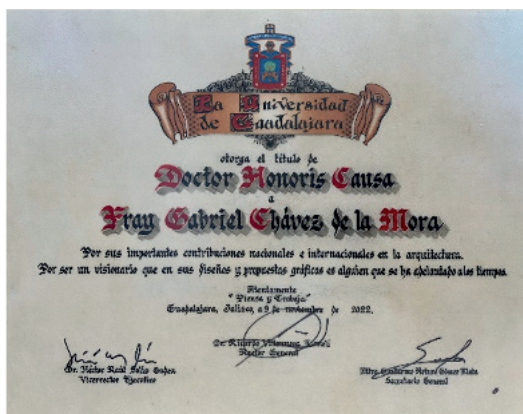 La Universidad
de Guadalajara
otorga el título de
Doctor Honoris Causa
a
Fray Gabriel Chávez de la Mora
Por sus importantes contribuciones nacionales e internacionales en la arquitectura.
Por ser un visionario que en sus diseños y propuestas gráficas es alguien que se ha adelantado a los tiempos.
Atentamente
"Piensa y Trabaja"
Guadalajara, Jalisco, a 9 de noviembre de 2022.
Dr. Ricardo Villanueva Lomelí
Rector General
Dr. Héctor Raúl Solís Gadea
Vicerrector Ejecutivo
Mtro. Guillermo Arturo Gómez Mata
Secretario General